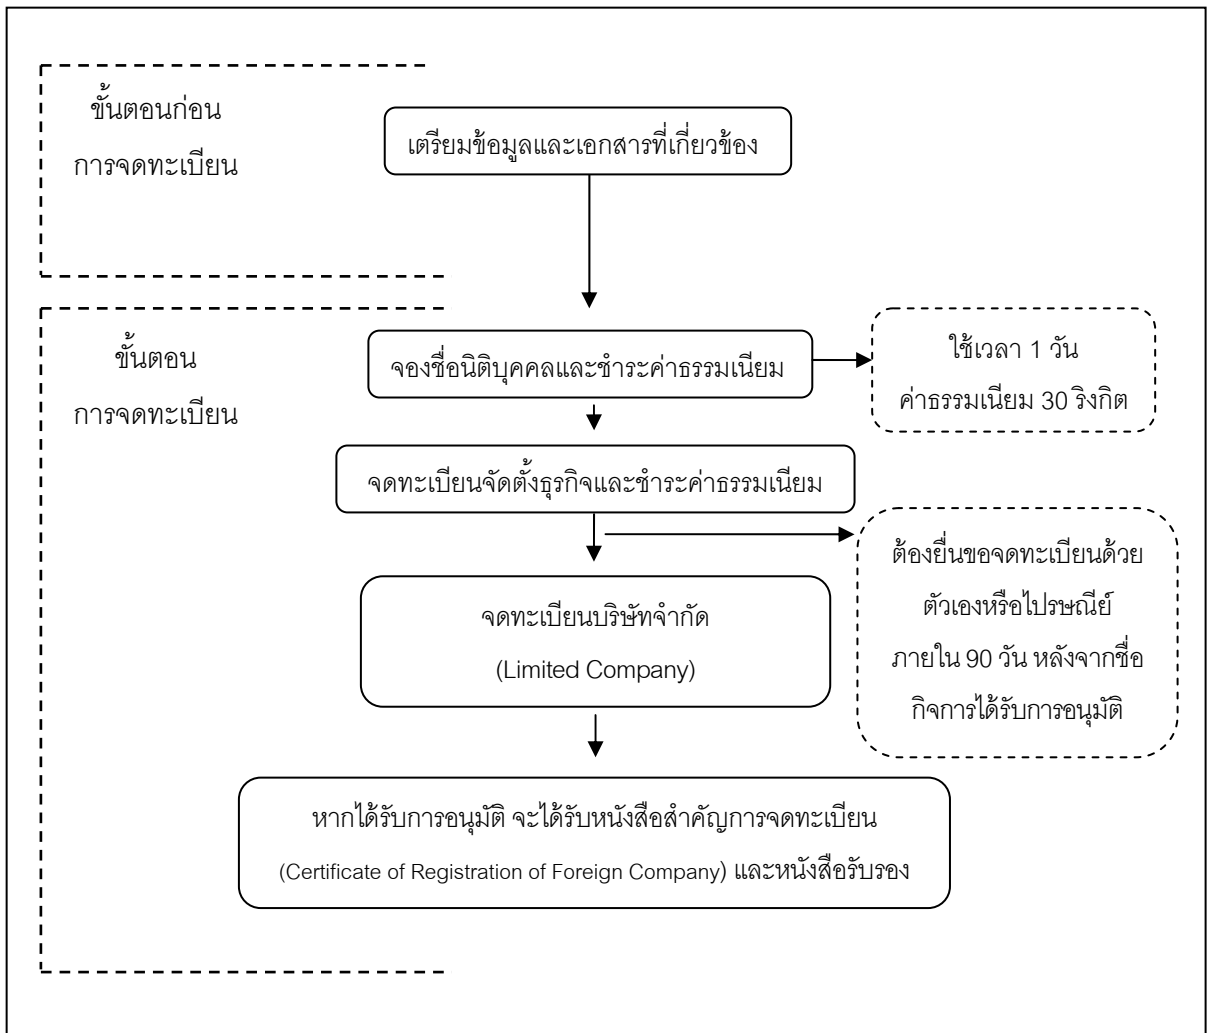 ขั้นตอนก่อน
การจดทะเบียน
เตรียมข้อมูลและเอกสารที่เกี่ยวข้อง
ขั้นตอน
การจดทะเบียน
จองชื่อนิติบุคคลและชำระค่าธรรมเนียม
ใช้เวลา 1 วัน
ค่าธรรมเนียม 30 ริงกิต
จดทะเบียนจัดตั้งธุรกิจและชำระค่าธรรมเนียม
ต้องยื่นขอจดทะเบียนด้วย
ตัวเองหรือไปรษณีย์
ภายใน 90 วัน หลังจากชื่อ
กิจการได้รับการอนุมัติ
จดทะเบียนบริษัทจำกัด
(Limited Company)
หากได้รับการอนุมัติ จะได้รับหนังสือสำคัญการจดทะเบียน
(Certificate of Registration of Foreign Company) และหนังสือรับรอง